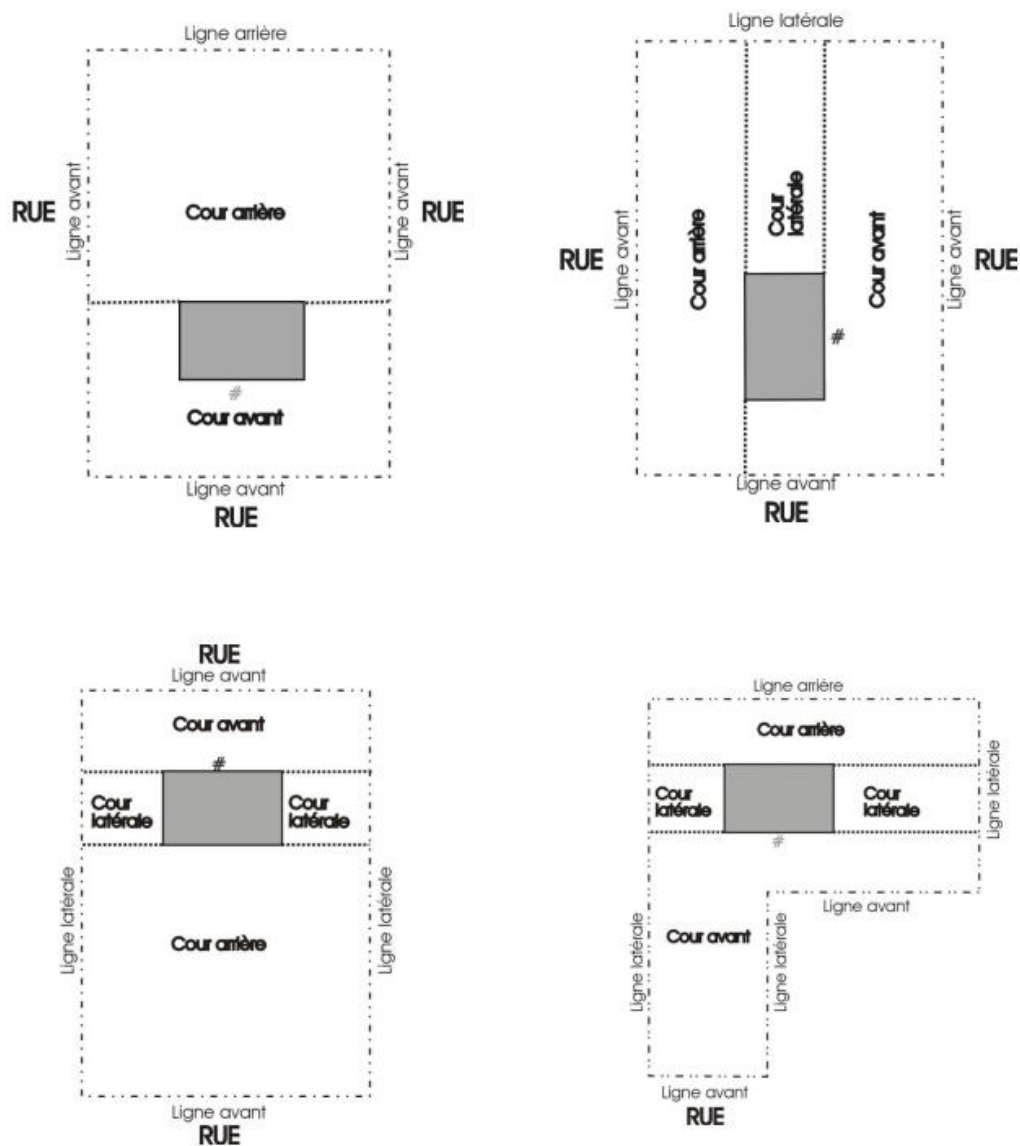 Ligne arrière
RUE
Ligne avant
Cour arrière
Ligne avant
RUE
#
Cour avant
Ligne avant
RUE
Ligne latérale
RUE
Ligne avant
Cour arrière
Cour
latérale
Cour avant
#
Ligne avant
RUE
Ligne avant
RUE
RUE
Ligne avant
Cour avant
#
Cour
latérale
Cour
latérale
Ligne latérale
Cour arrière
Ligne latérale
Ligne avant
RUE
Ligne arrière
Cour arrière
Cour
latérale
Cour
latérale
Ligne latérale
#
Ligne avant
Ligne latérale
Cour avant
Ligne latérale
Ligne avant
RUE